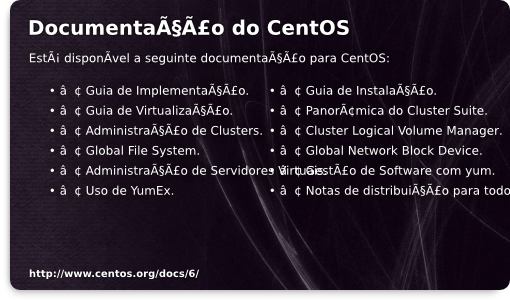 DocumentaÃ§Ã£o do CentOS
EstÃ¡ disponÃvel a seguinte documentaÃ§Ã£o para CentOS:
• â ¢ Guia de ImplementaÃ§Ã£o.
• â ¢ Guia de VirtualizaÃ§Ã£o.
• â ¢ AdministraÃ§Ã£o de Clusters.
• â ¢ Global File System.
• â ¢ AdministraÃ§Ã£o de Servidores Virtuais.
• â ¢ Uso de YumEx.
• â ¢ Guia de InstalaÃ§Ã£o.
• â ¢ PanorÃ¢mica do Cluster Suite.
• â ¢ Cluster Logical Volume Manager.
• â ¢ Global Network Block Device.
• â ¢ GestÃ£o de Software com yum.
• â ¢ Notas de distribuiÃ§Ã£o para todo
http://www.centos.org/docs/6/